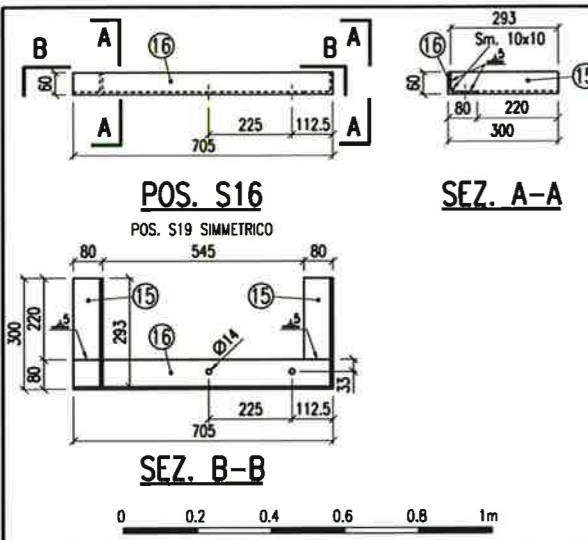 B A 16 B A
60
A A
225 112.5
705
POS. S16
POS. S19 SIMMETRICO
293
16 Sm. 10x10
5
15
60
80 220
300
SEZ. A-A
80 545 80
15 15
300 220 293
5 16 Ø14 5
80
33
225 112.5
705
SEZ. B-B
0 0.2 0.4 0.6 0.8 1m